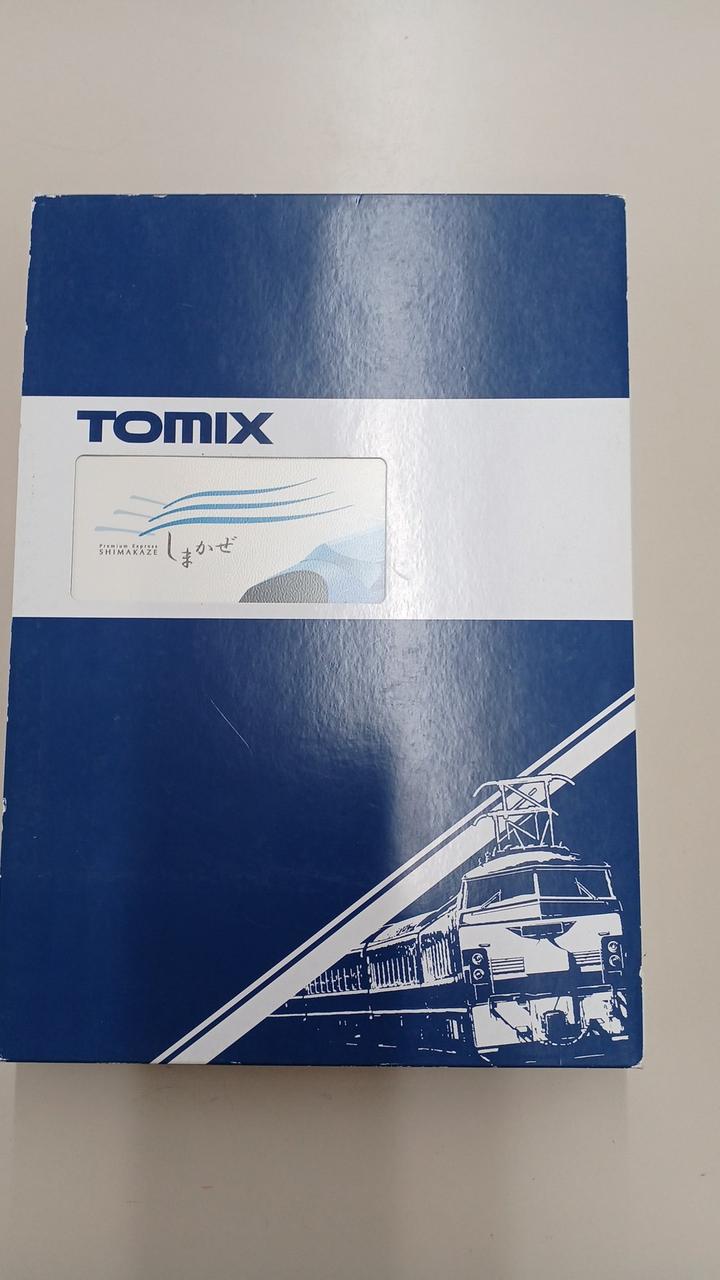 TOMIX
Premium Express
SHIMAKAZE
しまかぜ